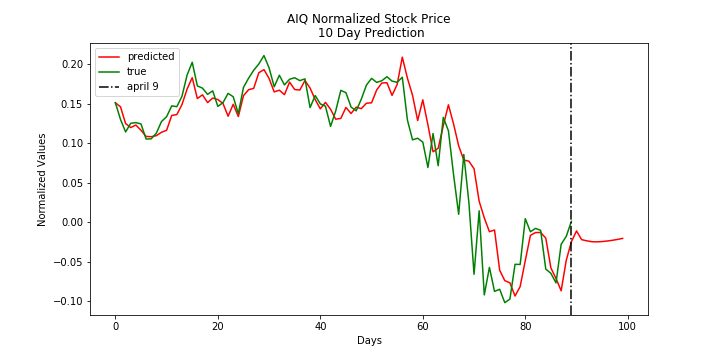 AIQ Normalized Stock Price
10 Day Prediction
predicted
true
april 9
Normalized Values
0.20
0.15
0.10
0.05
0.00
−0.05
−0.10
0
20
40
60
80
100
Days